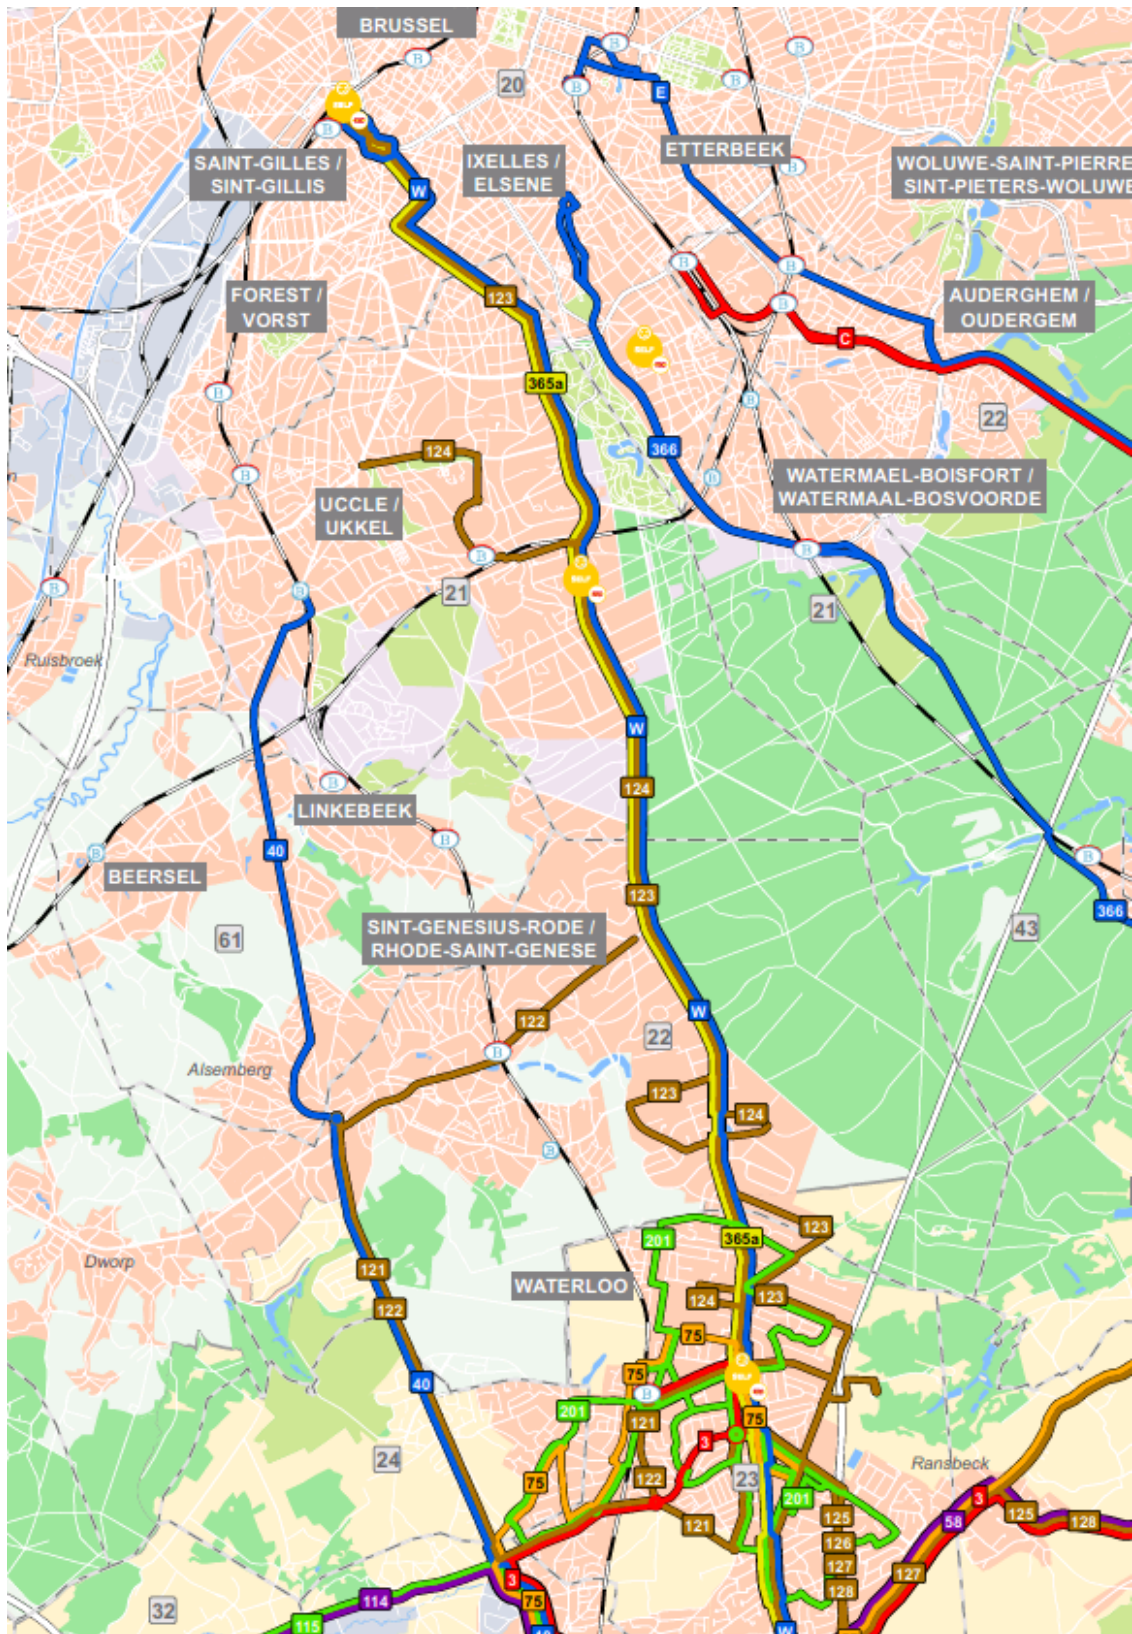 BRUSSEL
20
E
SAINT-GILLES /
SINT-GILLIS
IXELLES /
ELSENE
ETTERBEEK
WOLUWE-SAINT-PIERRE
SINT-PIETERS-WOLUWE
W
FOREST /
VORST
123
AUDERGHEM /
OUDERGEM
C
365a
22
124
366
UCCLE /
UKKEL
WATERMAEL-BOISFORT /
WATERMAAL-BOSVOORDE
21
21
Ruisbroek
W
124
LINKEBEEK
40
BEERSEL
123
366
SINT-GENESIUS-RODE /
RHODE-SAINT-GENESE
61
43
W
122
22
Alsemberg
123
124
123
201
365a
Dworp
121
WATERLOO
124
123
122
75
75
40
201
121
75
3
24
122
23
Ransbeck
75
201
3
121
125
58
125
128
126
127
127
128
3
114
75
32
115
W